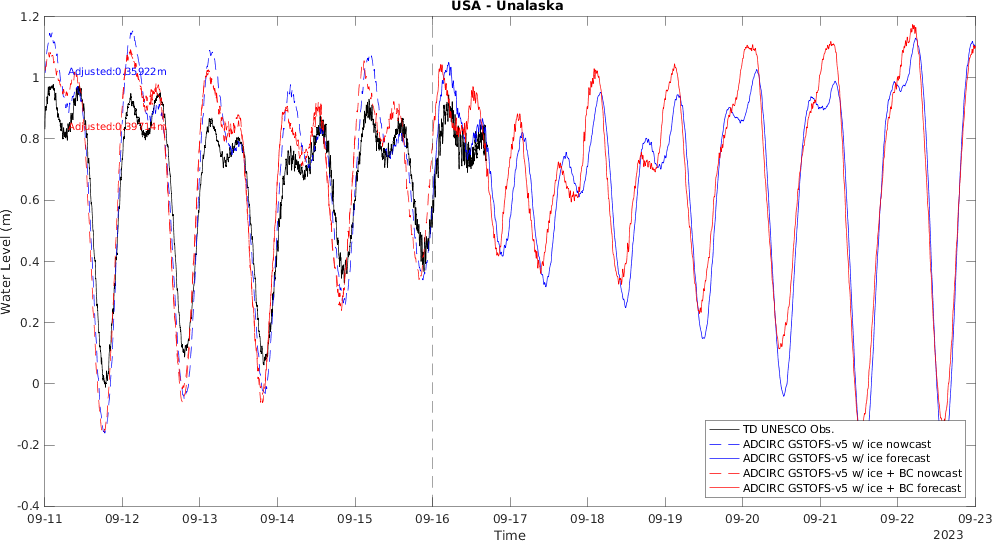 USA - Unalaska
1.2
1
0.8
0.6
0.4
0.2
0
-0.2
-0.4
Water Level (m)
Adjusted:0.35922m
TD UNESCO Obs.
ADCIRC GSTOFS-v5 w/ ice nowcast
ADCIRC GSTOFS-v5 w/ ice forecast
ADCIRC GSTOFS-v5 w/ ice + BC nowcast
ADCIRC GSTOFS-v5 w/ ice + BC forecast
09-11 09-12 09-13 09-14 09-15 09-16 09-17 09-18 09-19 09-20 09-21 09-22 09-23
Time
2023